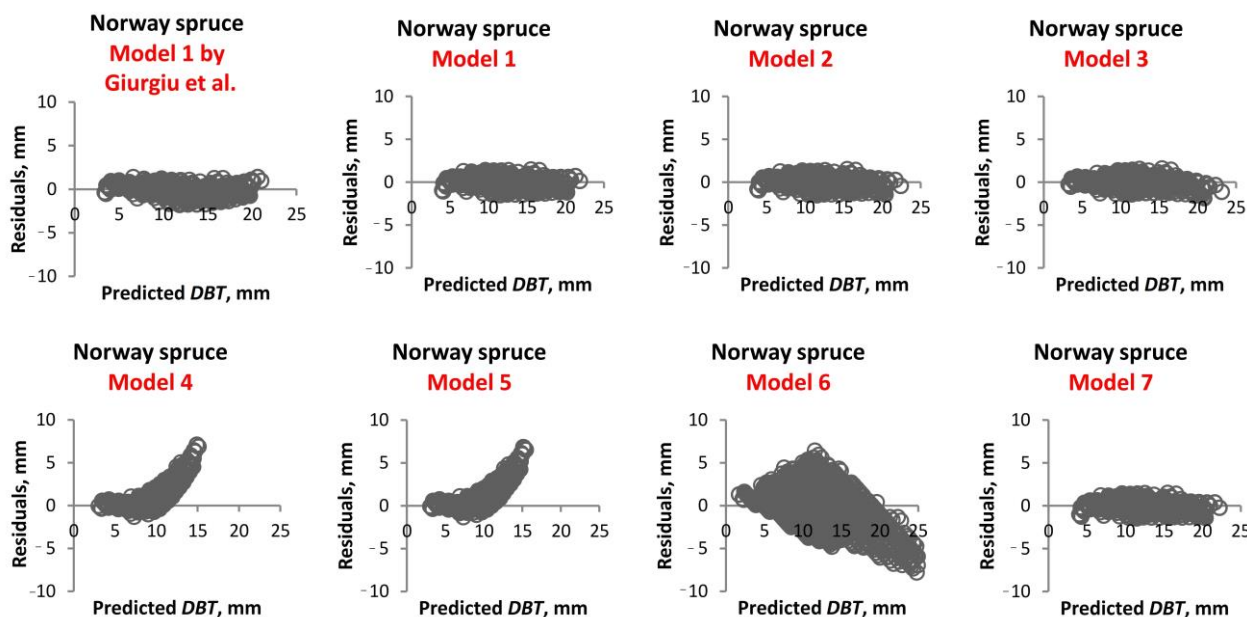 Norway spruce
Model 1 by
Giurgiu et al.
Residuals, mm
10
5
0
-5
-10
0 5 10 15 20 25
Predicted DBT, mm
Norway spruce
Model 1
Residuals, mm
10
5
0
-5
-10
0 5 10 15 20 25
Predicted DBT, mm
Norway spruce
Model 2
Residuals, mm
10
5
0
-5
-10
0 5 10 15 20 25
Predicted DBT, mm
Norway spruce
Model 3
Residuals, mm
10
5
0
-5
-10
0 5 10 15 20 25
Predicted DBT, mm
Norway spruce
Model 4
Residuals, mm
10
5
0
-5
-10
0 5 10 15 20 25
Predicted DBT, mm
Norway spruce
Model 5
Residuals, mm
10
5
0
-5
-10
0 5 10 15 20 25
Predicted DBT, mm
Norway spruce
Model 6
Residuals, mm
10
5
0
-5
-10
0 5 10 15 20 25
Predicted DBT, mm
Norway spruce
Model 7
Residuals, mm
10
5
0
-5
-10
0 5 10 15 20 25
Predicted DBT, mm